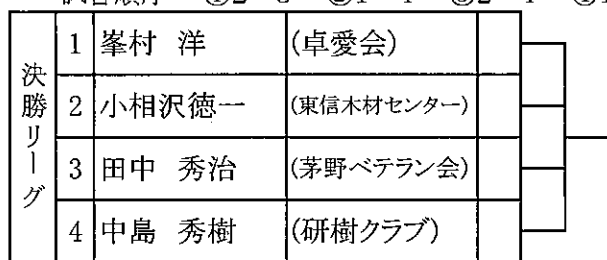 決勝リーグ
1 峯村 洋 (卓愛会)
2 小相沢徳一 (東信木材センター)
3 田中 秀治 (茅野ベテラン会)
4 中島 秀樹 (研樹クラブ)